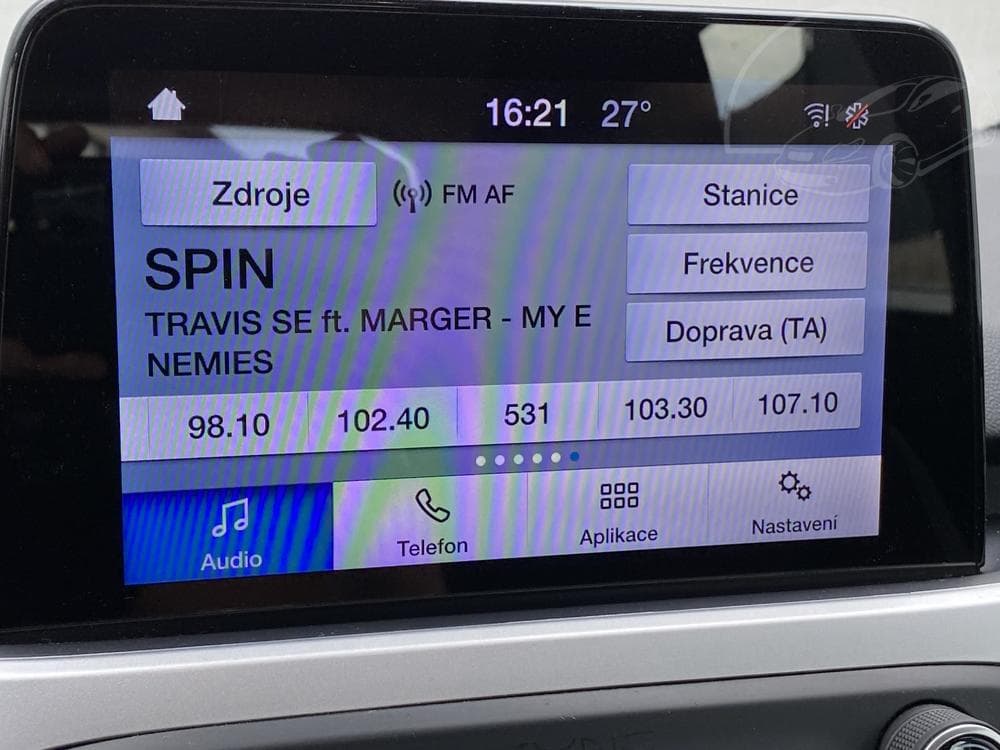 16:21 27°
Zdroje FM AF Stanice
SPIN
Frekvence
TRAVIS SE ft. MARGER - MY E
NEMIES
Doprava (TA)
98.10 102.40 531 103.30 107.10
Audio Telefon Aplikace Nastavení